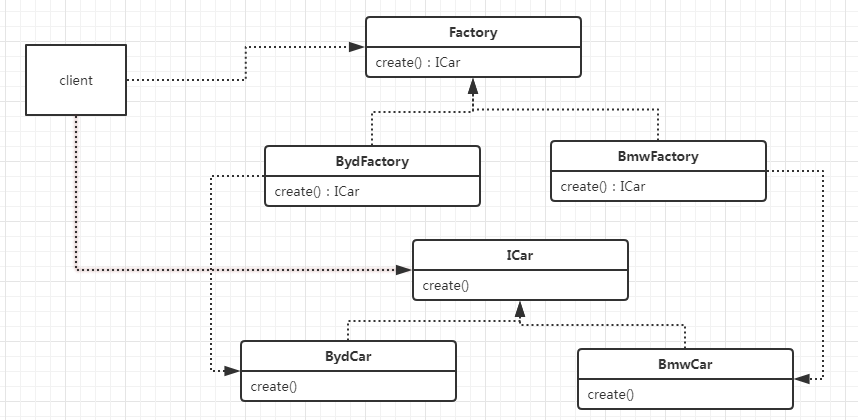 client
Factory
create() : ICar
BydFactory
create() : ICar
BmwFactory
create() : ICar
ICar
create()
BydCar
create()
BmwCar
create()